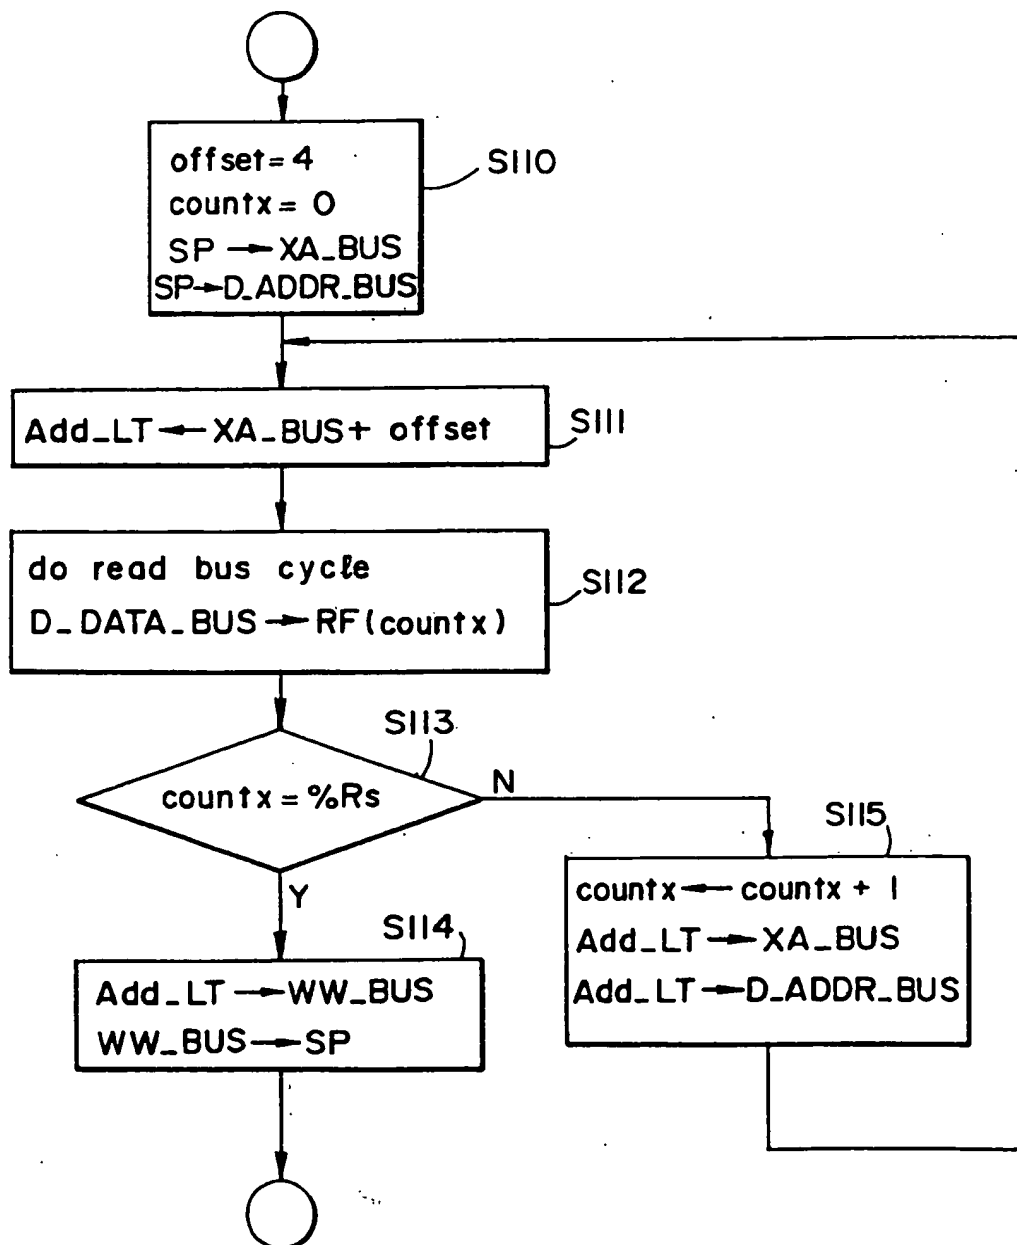 offset=4
countx=0
SP→XA_BUS
SP→D_ADDR_BUS
S110
Add_LT←XA_BUS+ offset
S111
do read bus cycle
D_DATA_BUS→RF(countx)
S112
S113
countx=%Rs
N
Y
S114
Add_LT→WW_BUS
WW_BUS→SP
S115
countx←countx + 1
Add_LT→XA_BUS
Add_LT→D_ADDR_BUS